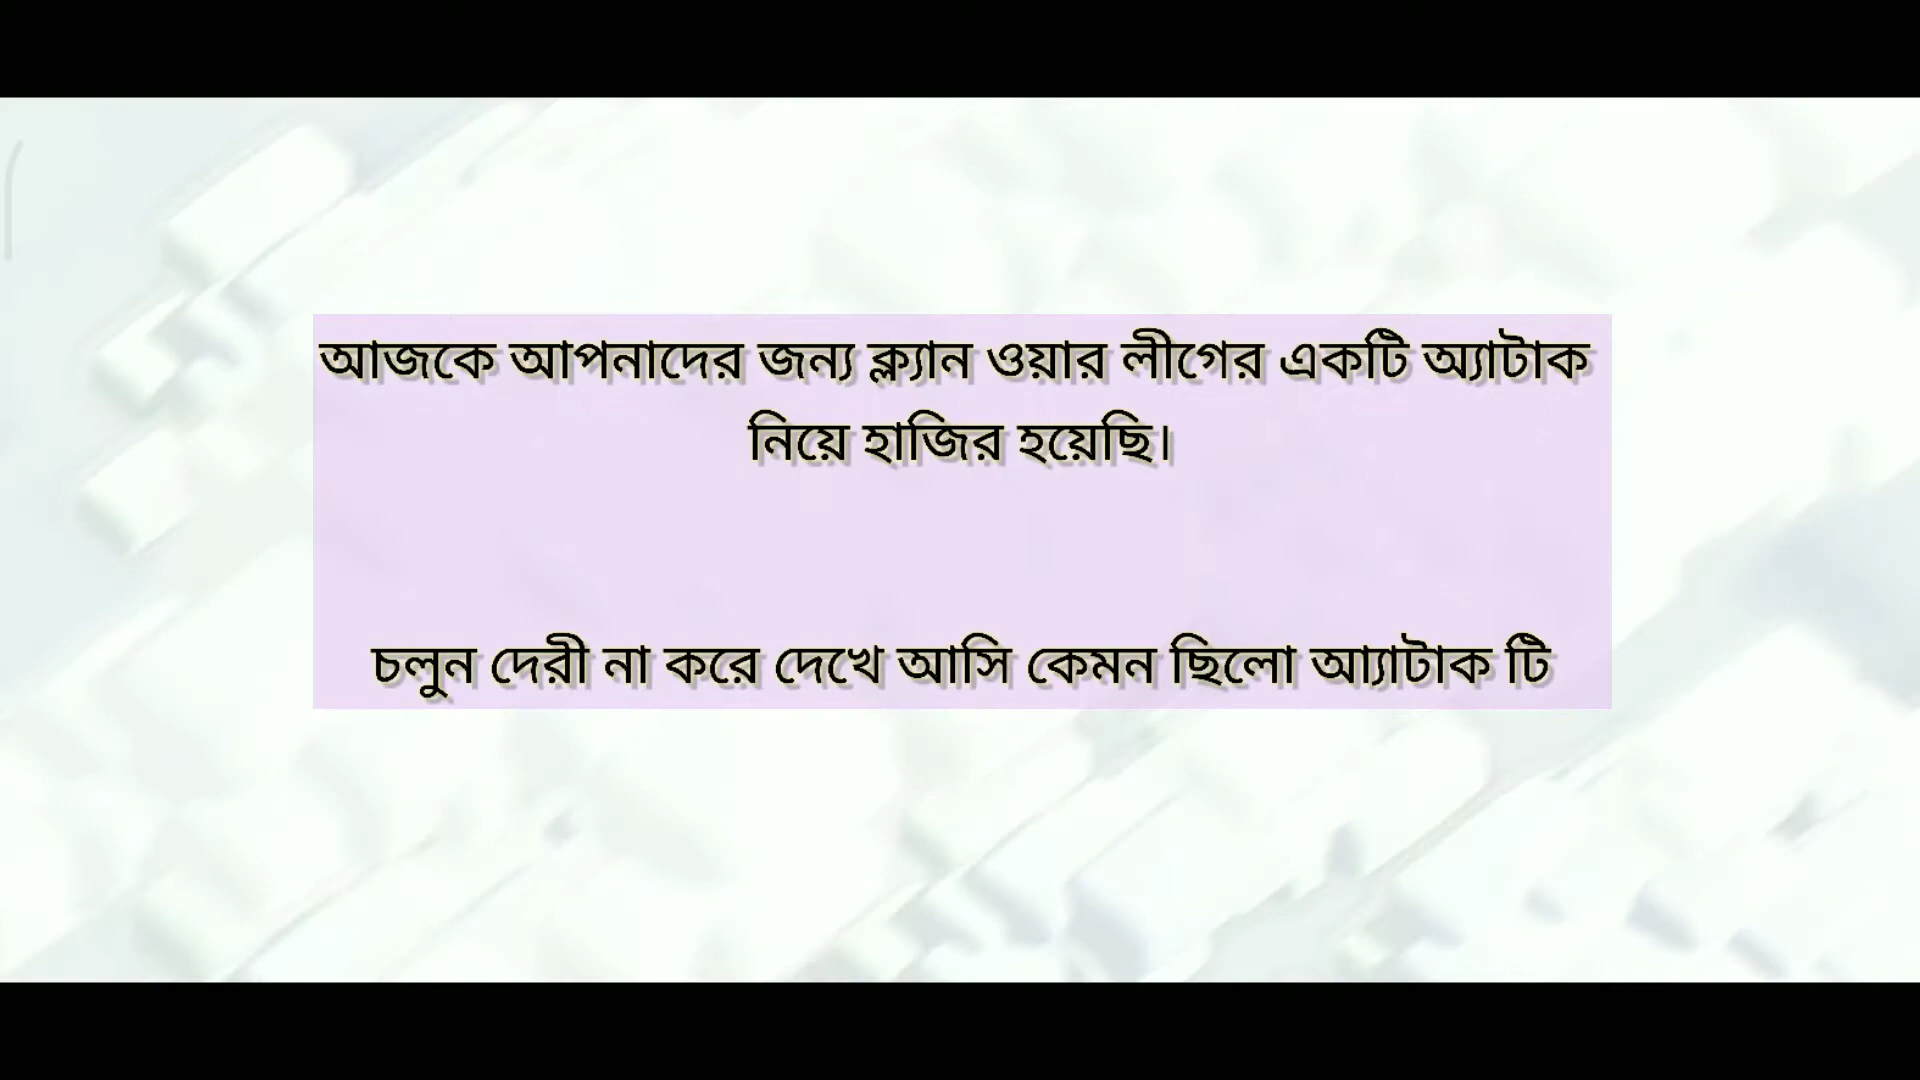 আজকে আপনাদের জন্য ক্ল্যান ওয়ার লীগের একটি অ্যাটাক
নিয়ে হাজির হয়েছি।
চলুন দেরী না করে দেখে আসি কেমন ছিলো আ্যাটাক টি